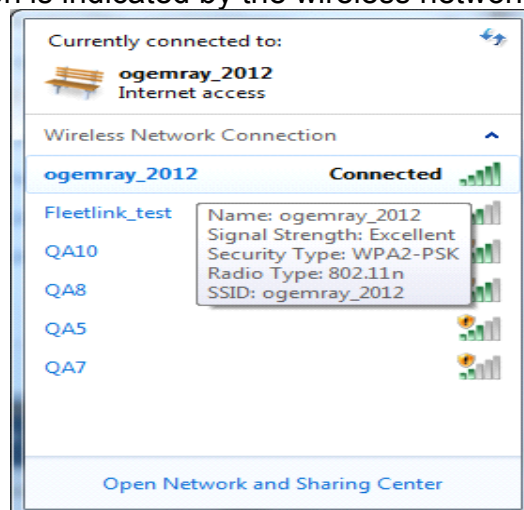 n is indicated by the wireless networ
Currently connected to:
ogemray_2012
Internet access
Wireless Network Connection
ogemray_2012 Connected
Fleetlink_test
Name: ogemray_2012
Signal Strength: Excellent
Security Type: WPA2-PSK
Radio Type: 802.11n
SSID: ogemray_2012
QA10
QA8
QA5
QA7
Open Network and Sharing Center